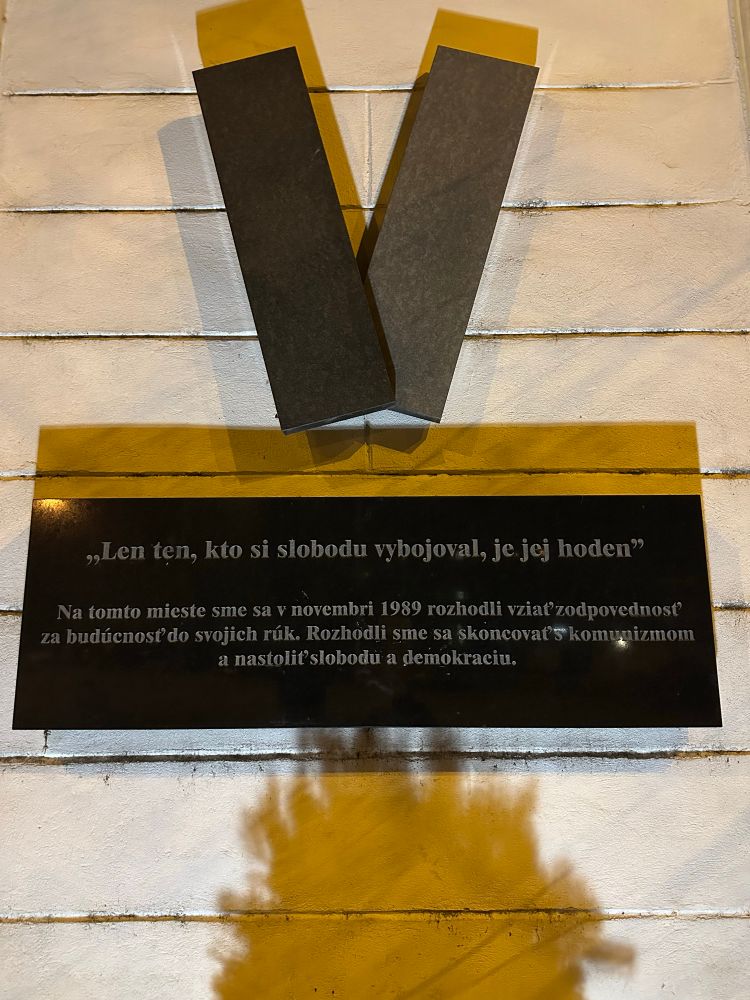 „Len ten, kto si slobodu vybojoval, je jej hoden”
Na tomto mieste sme sa v novembri 1989 rozhodli vziať zodpovednosť
za budúcnosť do svojich rúk. Rozhodli sme sa skoncovať s komunizmom
a nastoliť slobodu a demokraciu.